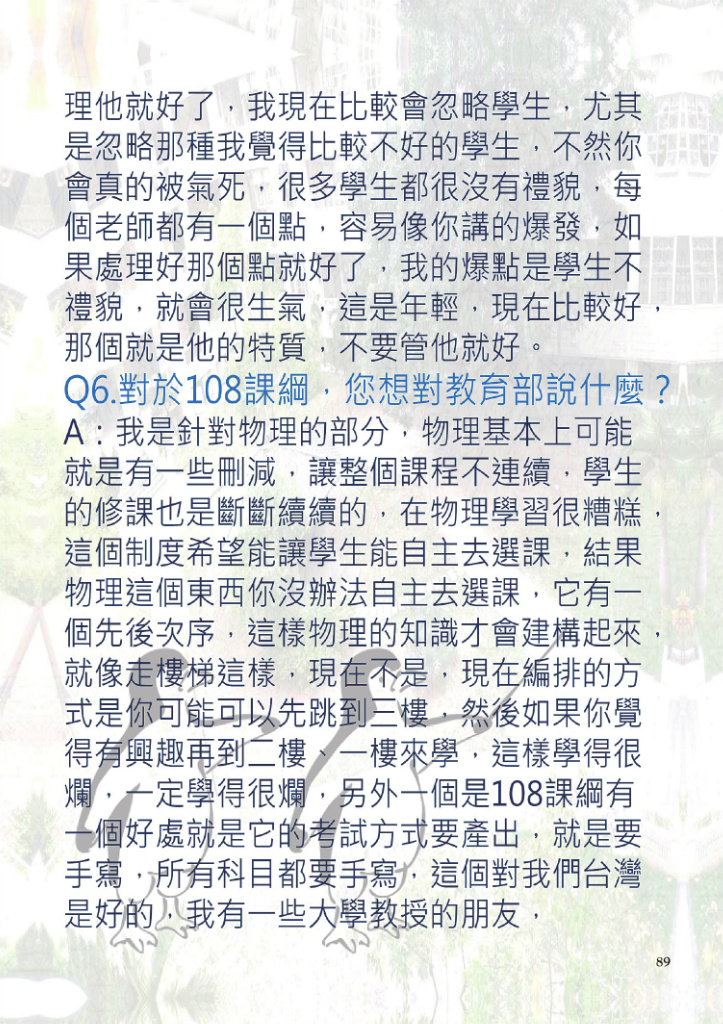 理他就好了，我現在比較會忽略學生，尤其
是忽略那種我覺得比較不好的學生，不然你
會真的被氣死，很多學生都很沒有禮貌，每
個老師都有一個點，容易像你講的爆發，如
果處理好那個點就好了，我的爆點是學生不
禮貌，就會很生氣，這是年輕，現在比較好，
那個就是他的特質，不要管他就好。
Q6.對於108課綱，您想對教育部說什麼？
A：我是針對物理的部分，物理基本上可能
就是有一些刪減，讓整個課程不連續，學生
的修課也是斷斷續續的，在物理學習很糟糕，
這個制度希望能讓學生能自主去選課，結果
物理這個東西你沒辦法自主去選課，它有一
個先後次序，這樣物理的知識才會建構起來，
就像走樓梯這樣，現在不是，現在編排的方
式是你可能可以先跳到三樓，然後如果你覺
得有興趣再到二樓、一樓來學，這樣學得很
爛，一定學得很爛，另外一個是108課綱有
一個好處就是它的考試方式要產出，就是要
手寫，所有科目都要手寫，這個對我們台灣
是好的，我有一些大學教授的朋友，
89